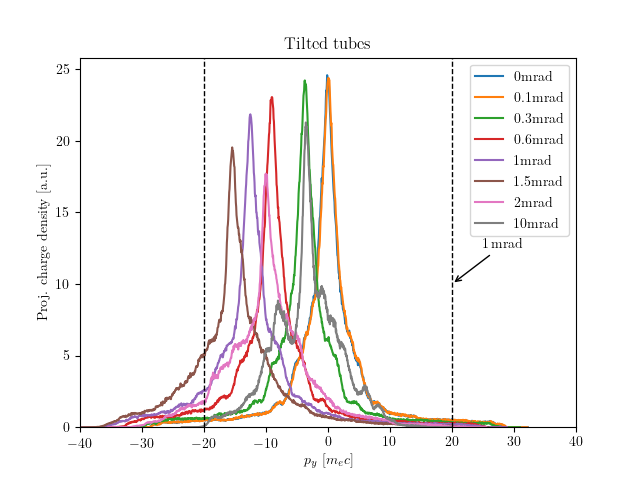 Tilted tubes
Proj. charge density [a.u.]
25
20
15
10
5
0
−40
−30
−20
−10
0
10
20
30
40
p_y [m_e c]
0mrad
0.1mrad
0.3mrad
0.6mrad
1mrad
1.5mrad
2mrad
10mrad
1 mrad